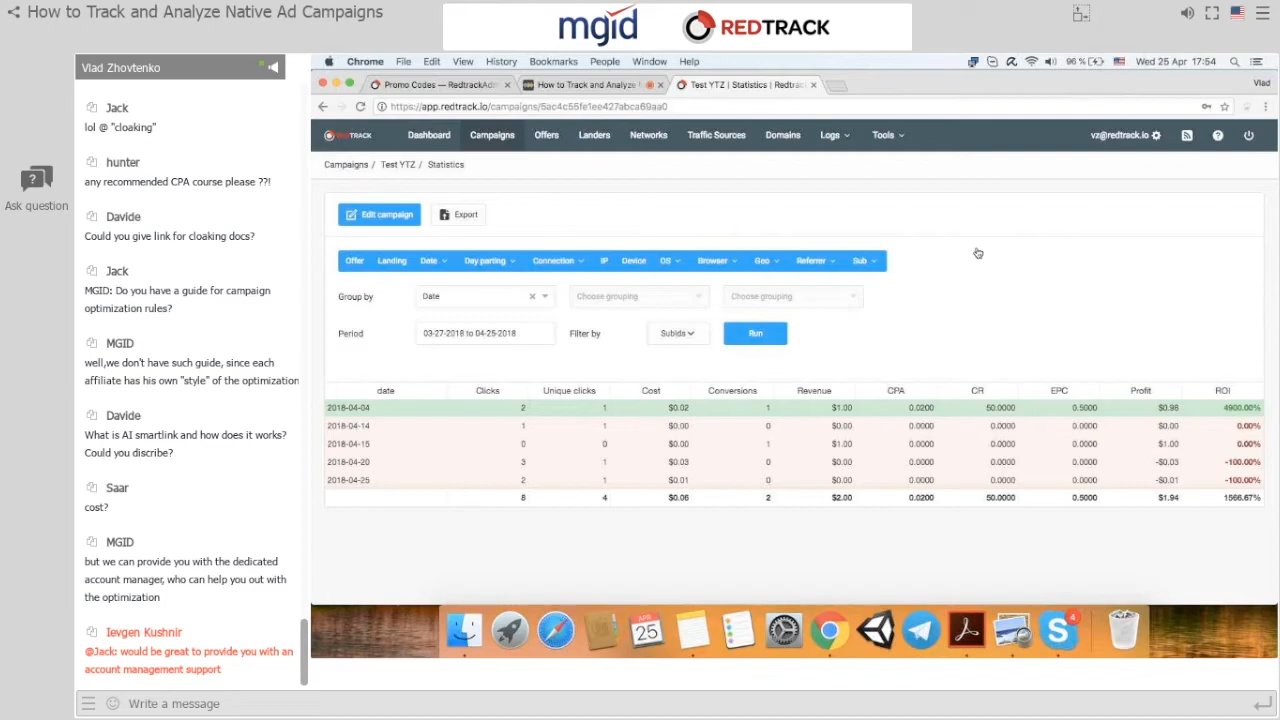 How to Track and Analyze Native Ad Campaigns
mgid REDTRACK
Vlad Zhovtenko
Jack
lol @ "cloaking"
hunter
any recommended CPA course please ??!
Davide
Could you give link for cloaking docs?
Jack
MGID: Do you have a guide for campaign
optimization rules?
MGID
well,we don't have such guide, since each
affiliate has his own "style" of the optimization
Davide
What is AI smartlink and how does it works?
Could you discribe?
Saar
cost?
MGID
but we can provide you with the dedicated
account manager, who can help you out with
the optimization
Ievgen Kushnir
@Jack: would be great to provide you with an
account management support
Ask question
Write a message
Chrome File Edit View History Bookmarks People Window Help 96 % Wed 25 Apr 17:54
Promo Codes — RedtrackAdm How to Track and Analyze Test YTZ | Statistics | Redtrac Vlad
https://app.redtrack.io/campaigns/5ac4c55fe1ee427abca69aa0
REDTRACK Dashboard Campaigns Offers Landers Networks Traffic Sources Domains Logs Tools vz@redtrack.io
Campaigns / Test YTZ / Statistics
Edit campaign Export
Offer Landing Date Day parting Connection IP Device OS Browser Geo Referrer Sub
Group by Date Choose grouping Choose grouping
Period 03-27-2018 to 04-25-2018 Filter by SubIds Run
date Clicks Unique clicks Cost Conversions Revenue CPA CR EPC Profit ROI
2018-04-04 2 1 $0.02 1 $1.00 0.0200 50.0000 0.5000 $0.98 4900.00%
2018-04-14 1 1 $0.00 0 $0.00 0.0000 0.0000 0.0000 $0.00 0.00%
2018-04-15 0 0 $0.00 1 $1.00 0.0000 0.0000 0.0000 $1.00 0.00%
2018-04-20 3 1 $0.03 0 $0.00 0.0000 0.0000 0.0000 -$0.03 -100.00%
2018-04-25 2 1 $0.01 0 $0.00 0.0000 0.0000 0.0000 -$0.01 -100.00%
8 4 $0.06 2 $2.00 0.0200 50.0000 0.5000 $1.94 1566.67%
APR
25
4